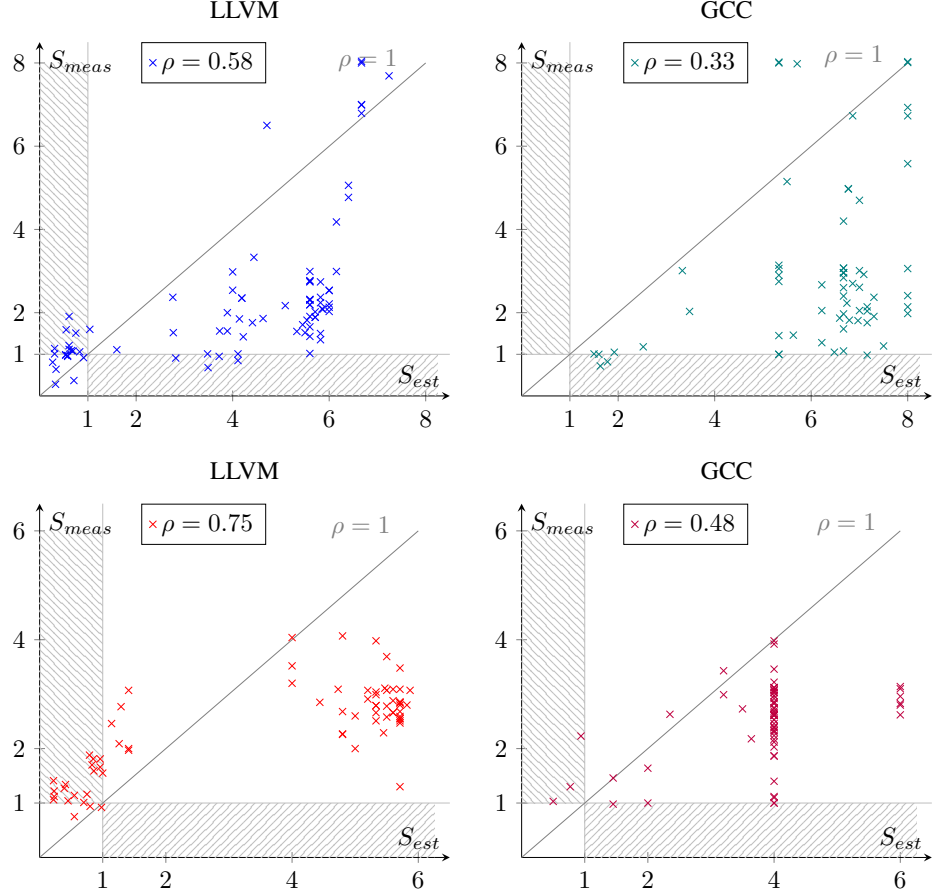 LLVM
GCC
8 S_meas ρ = 0.58 ρ = 1
6
4
2
1
S_est
1 2 4 6 8
8 S_meas ρ = 0.33 ρ = 1
6
4
2
1
S_est
1 2 4 6 8
LLVM
GCC
6 S_meas ρ = 0.75 ρ = 1
4
2
1
S_est
1 2 4 6
6 S_meas ρ = 0.48 ρ = 1
4
2
1
S_est
1 2 4 6